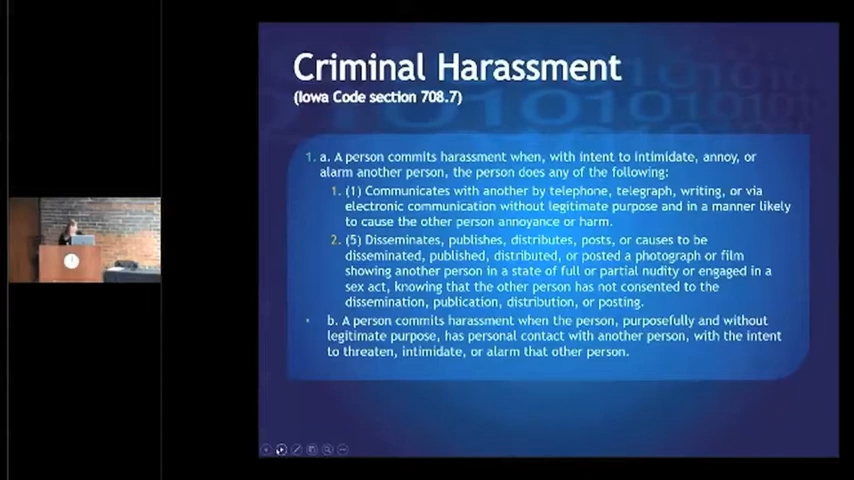 Criminal Harassment
(Iowa Code section 708.7)
1. a. A person commits harassment when, with intent to intimidate, annoy, or
alarm another person, the person does any of the following:
1. (1) Communicates with another by telephone, telegraph, writing, or via
electronic communication without legitimate purpose and in a manner likely
to cause the other person annoyance or harm.
2. (5) Disseminates, publishes, distributes, posts, or causes to be
disseminated, published, distributed, or posted a photograph or film
showing another person in a state of full or partial nudity or engaged in a
sex act, knowing that the other person has not consented to the
dissemination, publication, distribution, or posting.
• b. A person commits harassment when the person, purposefully and without
legitimate purpose, has personal contact with another person, with the intent
to threaten, intimidate, or alarm that other person.